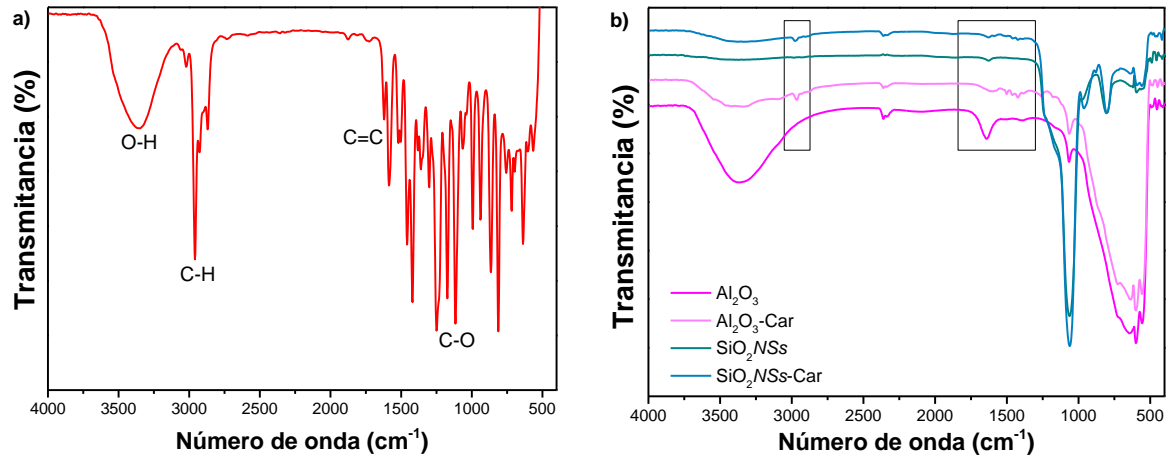 a)
Transmitancia (%)
O-H
C-H
C=C
C-O
4000 3500 3000 2500 2000 1500 1000 500
Número de onda (cm⁻¹)
b)
Transmitancia (%)
Al₂O₃
Al₂O₃-Car
SiO₂NSs
SiO₂NSs-Car
4000 3500 3000 2500 2000 1500 1000 500
Número de onda (cm⁻¹)